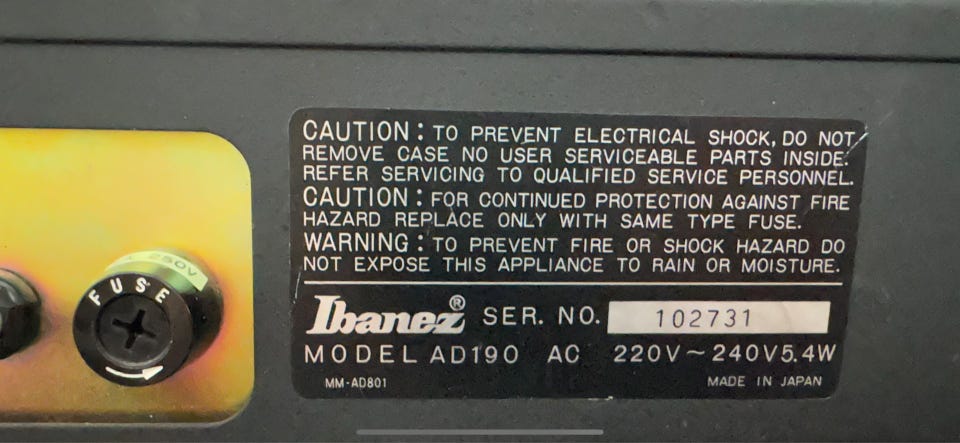 CAUTION : TO PREVENT ELECTRICAL SHOCK, DO NOT
REMOVE CASE NO USER SERVICEABLE PARTS INSIDE.
REFER SERVICING TO QUALIFIED SERVICE PERSONNEL.
CAUTION : FOR CONTINUED PROTECTION AGAINST FIRE
HAZARD REPLACE ONLY WITH SAME TYPE FUSE.
WARNING : TO PREVENT FIRE OR SHOCK HAZARD DO
NOT EXPOSE THIS APPLIANCE TO RAIN OR MOISTURE.
250V
FUSE
Ibanez® SER. NO. 102731
MODEL AD190 AC 220V~240V 5.4W
MM-AD801 MADE IN JAPAN